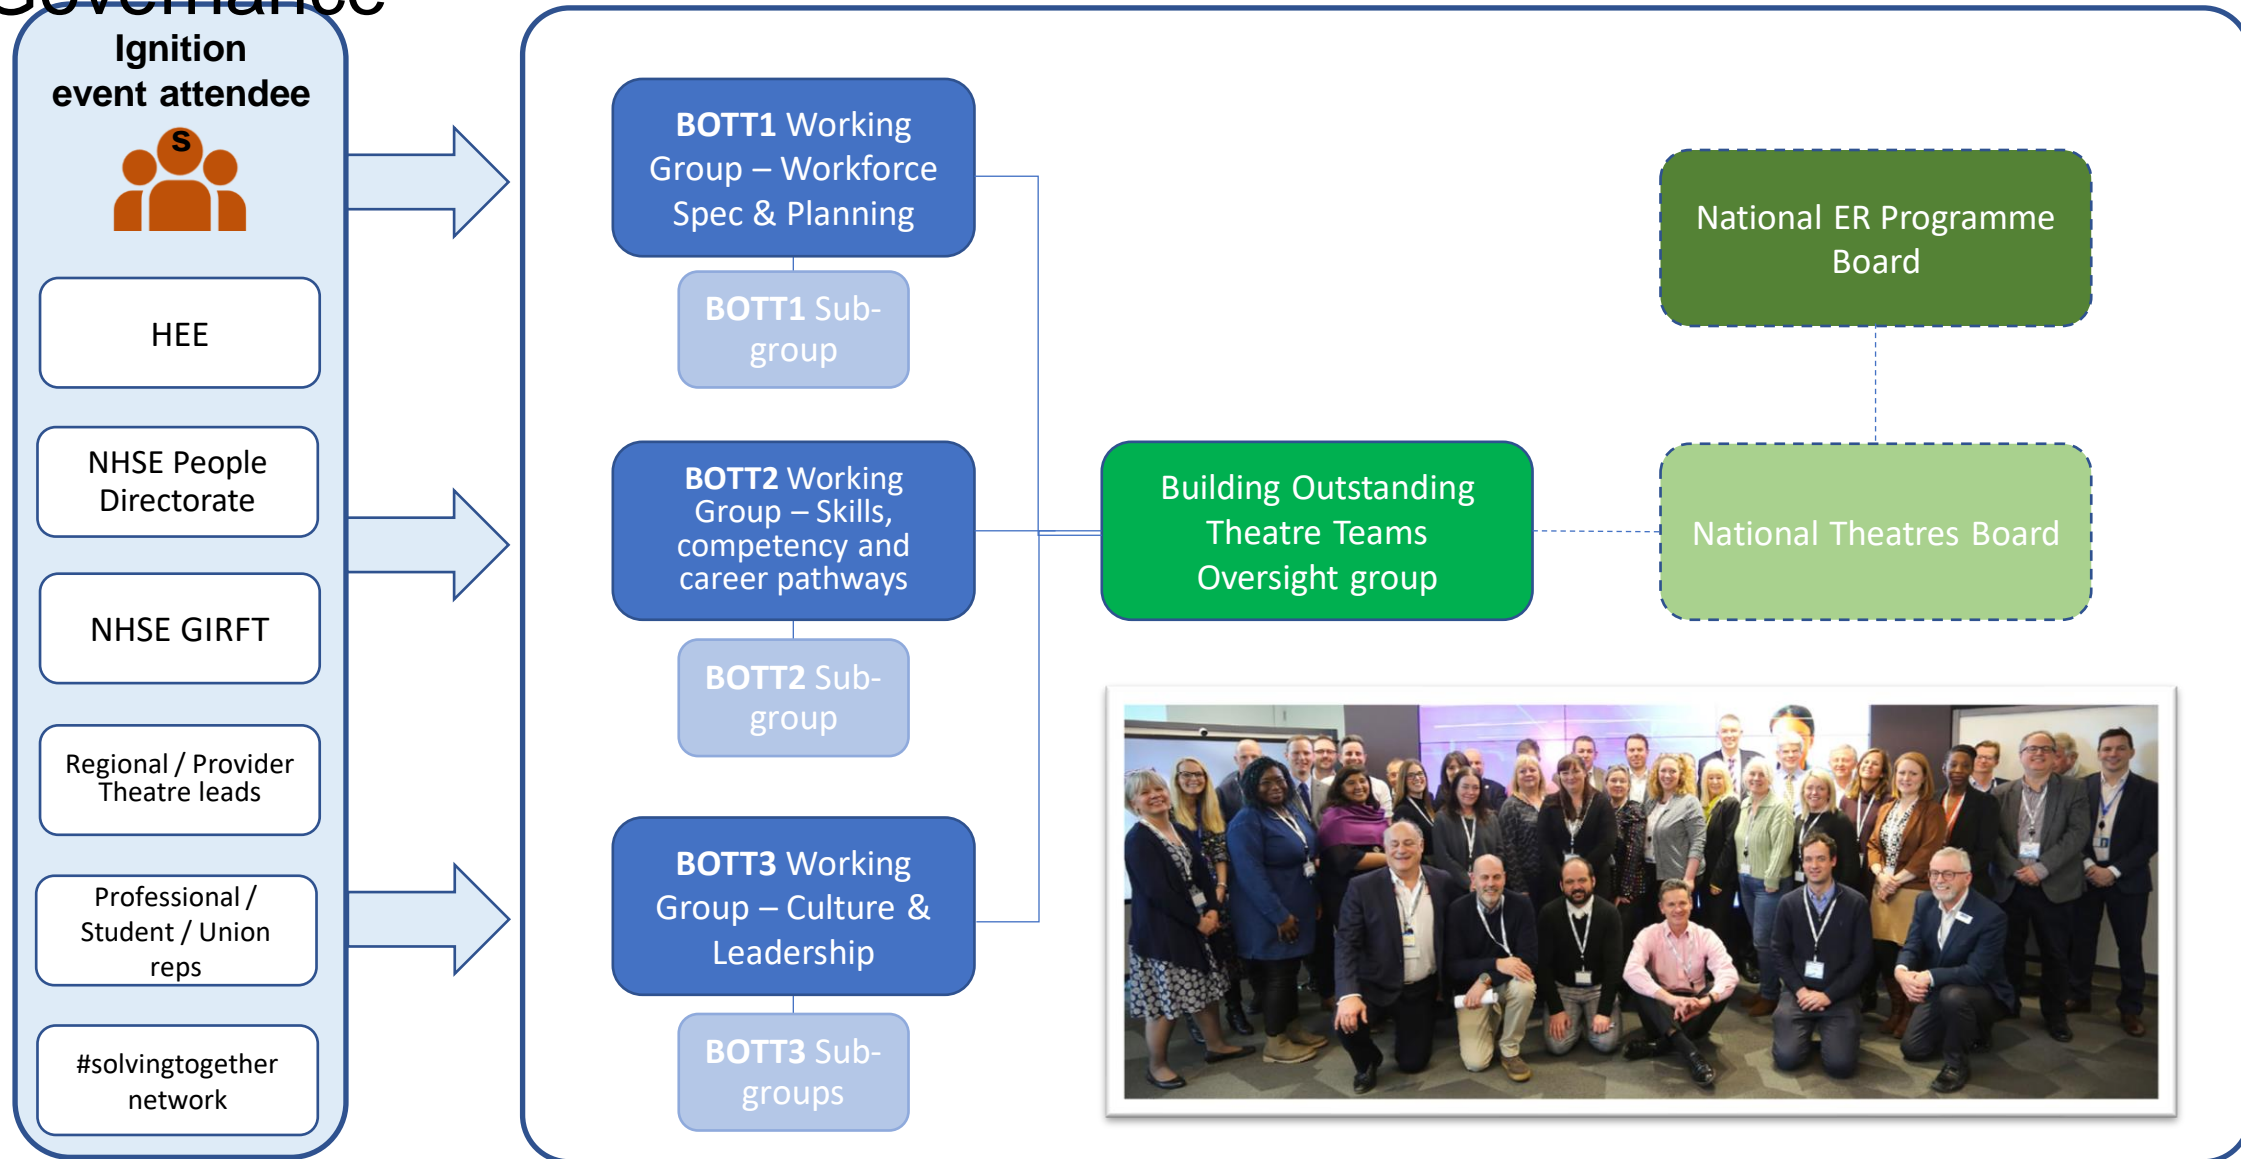 Governance
Ignition
event attendee
s
HEE
NHSE People
Directorate
NHSE GIRFT
Regional / Provider
Theatre leads
Professional /
Student / Union
reps
#solvingtogether
network
BOTT1 Working
Group – Workforce
Spec & Planning
BOTT1 Sub-
group
BOTT2 Working
Group – Skills,
competency and
career pathways
BOTT2 Sub-
group
BOTT3 Working
Group – Culture &
Leadership
BOTT3 Sub-
groups
Building Outstanding
Theatre Teams
Oversight group
National ER Programme
Board
National Theatres Board